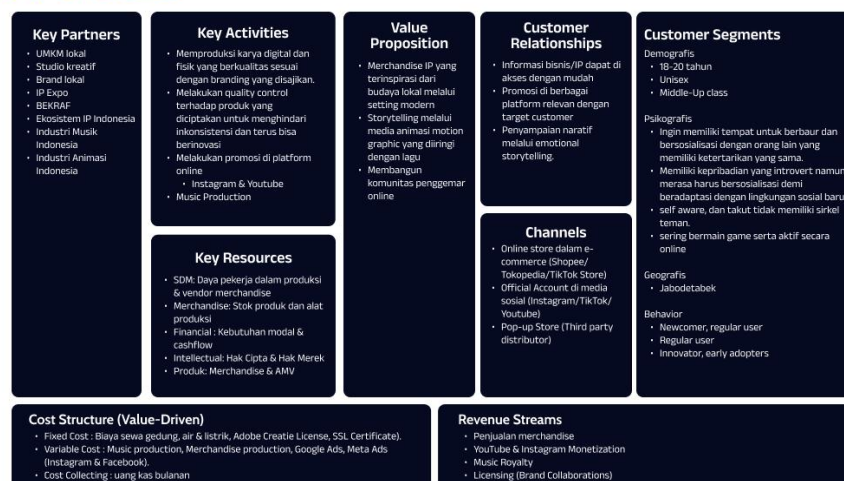 Key Partners
• UMKM lokal
• Studio kreatif
• Brand lokal
• IP Expo
• BEKRAF
• Ekosistem IP Indonesia
• Industri Musik
Indonesia
• Industri Animasi
Indonesia
Key Activities
• Memproduksi karya digital dan
fisik yang berkualitas sesuai
dengan branding yang disajikan.
• Melakukan quality control
terhadap produk yang
diciptakan untuk menghindari
inkonsistensi dan terus bisa
berinovasi
• Melakukan promosi di platform
online
• Instagram & Youtube
• Music Production
Key Resources
• SDM: Daya pekerja dalam produksi
& vendor merchandise
• Merchandise: Stok produk dan alat
produksi
• Financial : Kebutuhan modal &
cashflow
• Intellectual: Hak Cipta & Hak Merek
• Produk: Merchandise & AMV
Value
Proposition
• Merchandise IP yang
terinspirasi dari
budaya lokal melalui
setting modern
• Storytelling melalui
media animasi motion
graphic yang diiringi
dengan lagu
• Membangun
komunitas penggemar
online
Customer
Relationships
• Informasi bisnis/IP dapat di
akses dengan mudah
• Promosi di berbagai
platform relevan dengan
target customer
• Penyampaian naratif
melalui emotional
storytelling.
Channels
• Online store dalam e-
commerce (Shopee/
Tokopedia/TikTok Store)
• Official Account di media
sosial (Instagram/TikTok/
Youtube)
• Pop-up Store (Third party
distributor)
Customer Segments
Demografis
• 18-20 tahun
• Unisex
• Middle-Up class
Psikografis
• Ingin memiliki tempat untuk berbaur dan
bersosialisasi dengan orang lain yang
memiliki ketertarikan yang sama.
• Memiliki kepribadian yang introvert namun
merasa harus bersosialisasi demi
beradaptasi dengan lingkungan sosial baru
• self aware, dan takut tidak memiliki sirkel
teman.
• sering bermain game serta aktif secara
online
Geografis
• Jabodetabek
Behavior
• Newcomer, regular user
• Regular user
• Innovator, early adopters
Cost Structure (Value-Driven)
• Fixed Cost : Biaya sewa gedung, air & listrik, Adobe Creatie License, SSL Certificate).
• Variable Cost : Music production, Merchandise production, Google Ads, Meta Ads
(Instagram & Facebook).
• Cost Collecting : uang kas bulanan
Revenue Streams
• Penjualan merchandise
• YouTube & Instagram Monetization
• Music Royalty
• Licensing (Brand Collaborations)